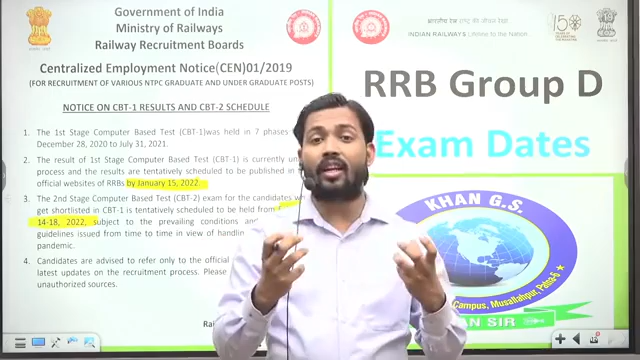 Government of India
Ministry of Railways
Railway Recruitment Boards
Centralized Employment Notice(CEN)01/2019
(FOR RECRUITMENT OF VARIOUS NTPC GRADUATE AND UNDER GRADUATE POSTS)
NOTICE ON CBT-1 RESULTS AND CBT-2 SCHEDULE
1. The 1st Stage Computer Based Test (CBT-1)was held in 7 phases
December 28, 2020 to July 31, 2021.
2. The result of 1st Stage Computer Based Test (CBT-1) is currently
process and the results are tentatively scheduled to be published in
official websites of RRBs by January 15, 2022.
3. The 2nd Stage Computer Based Test (CBT-2) exam for the candidates
get shortlisted in CBT-1 is tentatively scheduled to be held from
14-18, 2022, subject to the prevailing conditions and
guidelines issued from time to time in view of
pandemic.
4. Candidates are advised to refer only to the official
latest updates on the recruitment process. Please
unauthorized sources.
INDIAN RAILWAYS Lifeline to the Nation
RRB Group D
Exam Dates
KHAN G.S.
Campus, Musallahpur, Patna-6
AN SIR